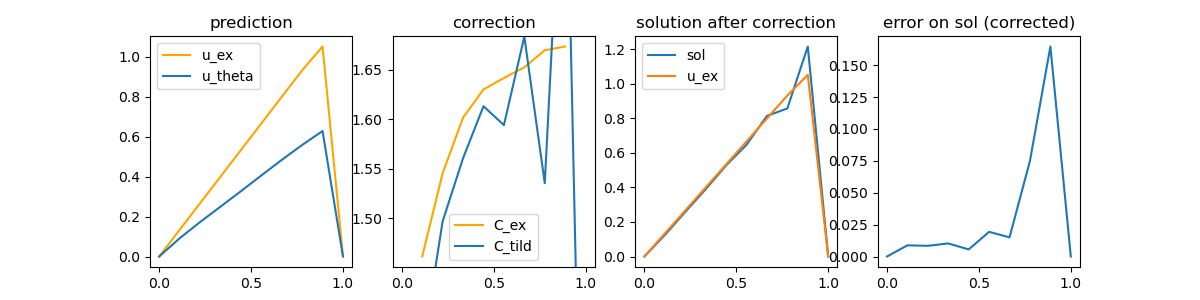 prediction
1.0
0.8
0.6
0.4
0.2
0.0
u_ex
u_theta
0.0 0.5 1.0
correction
1.65
1.60
1.55
1.50
C_ex
C_tild
0.0 0.5 1.0
solution after correction
1.2
1.0
0.8
0.6
0.4
0.2
0.0
sol
u_ex
0.0 0.5 1.0
error on sol (corrected)
0.150
0.125
0.100
0.075
0.050
0.025
0.000
0.0 0.5 1.0